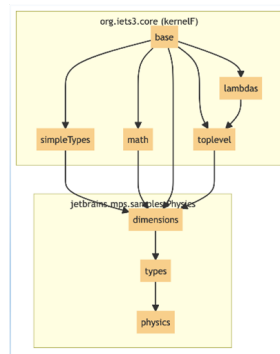 org.iets3.core (kernelF)
base
lambdas
simpleTypes
math
toplevel
jetbrains.mps.samples.Physics
dimensions
types
physics